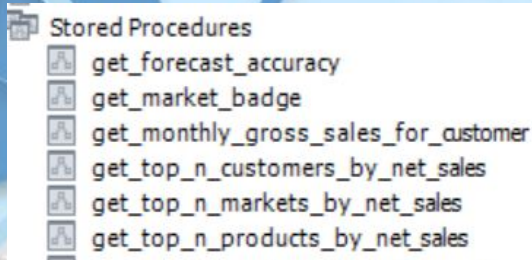 Stored Procedures
get_forecast_accuracy
get_market_badge
get_monthly_gross_sales_for_customer
get_top_n_customers_by_net_sales
get_top_n_markets_by_net_sales
get_top_n_products_by_net_sales